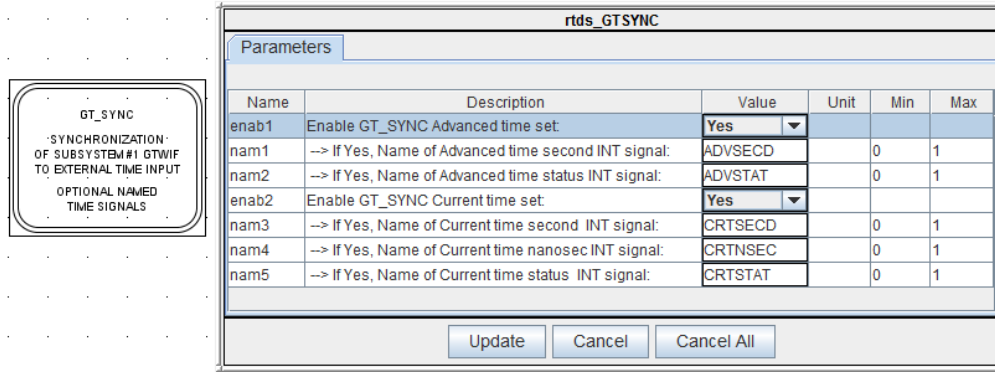 GT_SYNC
SYNCHRONIZATION
OF SUBSYSTEM#1 GTWIF
TO EXTERNAL TIME INPUT
OPTIONAL NAMED
TIME SIGNALS
rtds_GTSYNC
Parameters
Name Description Value Unit Min Max
enab1 Enable GT_SYNC Advanced time set: Yes
nam1 --> If Yes, Name of Advanced time second INT signal: ADVSECD 0 1
nam2 --> If Yes, Name of Advanced time status INT signal: ADVSTAT 0 1
enab2 Enable GT_SYNC Current time set: Yes
nam3 --> If Yes, Name of Current time second INT signal: CRTSECD 0 1
nam4 --> If Yes, Name of Current time nanosec INT signal: CRTNSEC 0 1
nam5 --> If Yes, Name of Current time status INT signal: CRTSTAT 0 1
Update Cancel Cancel All